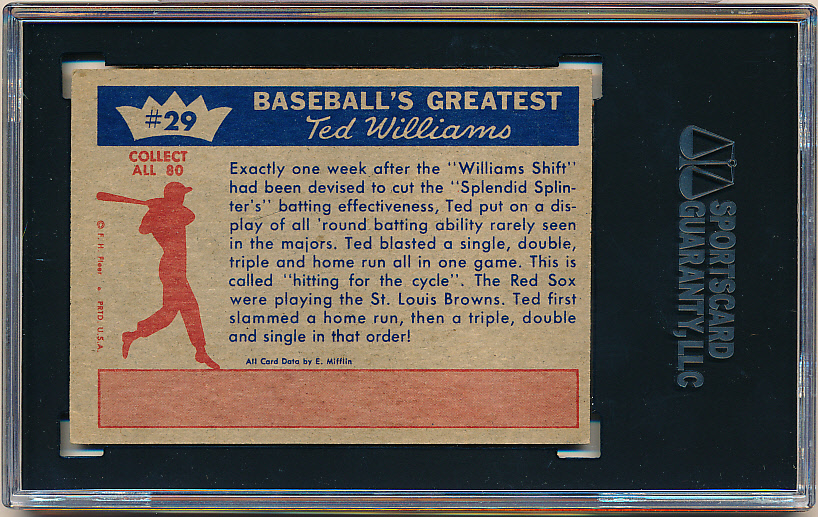 #29
BASEBALL'S GREATEST
Ted Williams
COLLECT
ALL 80
Exactly one week after the "Williams Shift"
had been devised to cut the "Splendid Splin-
ter's" batting effectiveness, Ted put on a dis-
play of all 'round batting ability rarely seen
in the majors. Ted blasted a single, double,
triple and home run all in one game. This is
called "hitting for the cycle". The Red Sox
were playing the St. Louis Browns. Ted first
slammed a home run, then a triple, double
and single in that order!
All Card Data by E. Mifflin
© F. H. Fleer • PRTD. U.S.A.
SPORTSCARD
GUARANTY, LLC